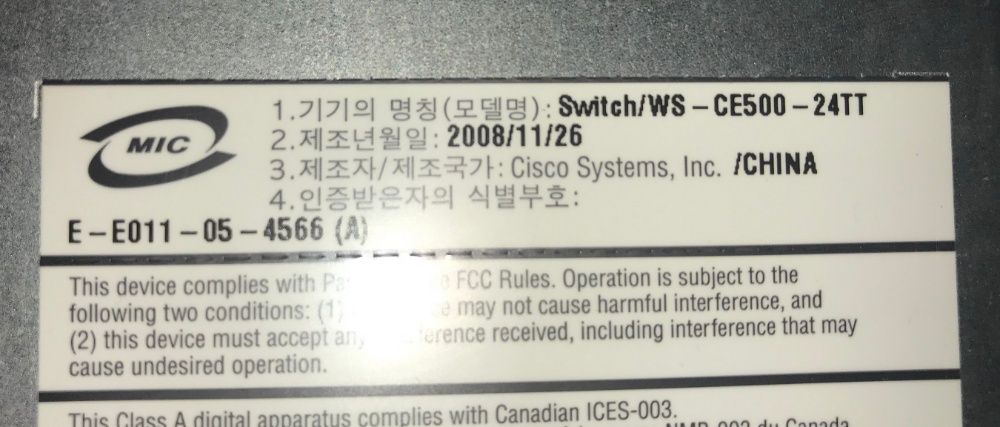 MIC
1.기기의 명칭(모델명): Switch/WS-CE500-24TT
2.제조년월일: 2008/11/26
3.제조자/제조국가: Cisco Systems, Inc. /CHINA
4.인증받은자의 식별부호:
E-E011-05-4566 (A)
This device complies with FCC Rules. Operation is subject to the
following two conditions: (1) may not cause harmful interference, and
(2) this device must accept received, including interference that may
cause undesired operation.
This Class A digital apparatus complies with Canadian ICES-003.
du Canada